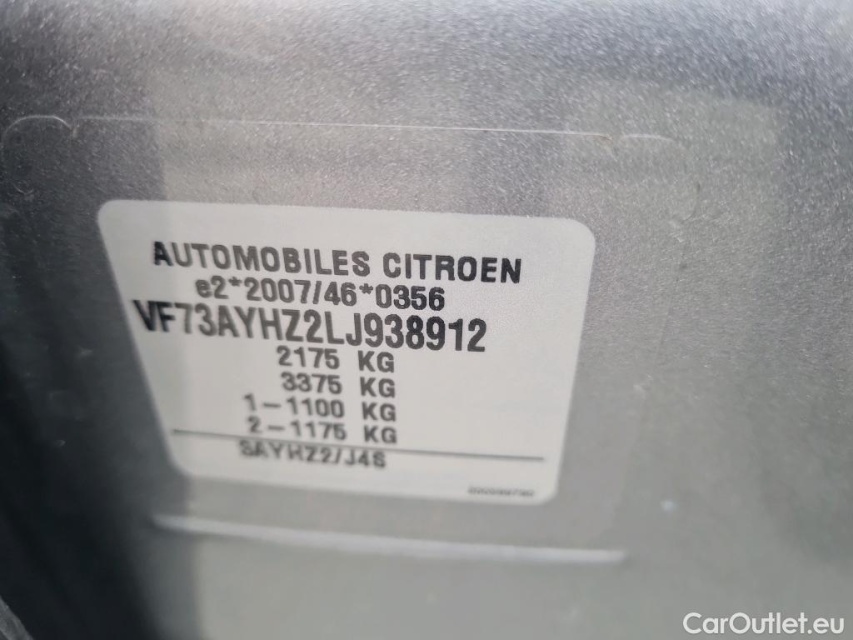 AUTOMOBILES CITROEN
e2*2007/46*0356
VF73AYHZ2LJ938912
2175 KG
3375 KG
1-1100 KG
2-1175 KG
3AYHZ2/J4S
CarOutlet.eu